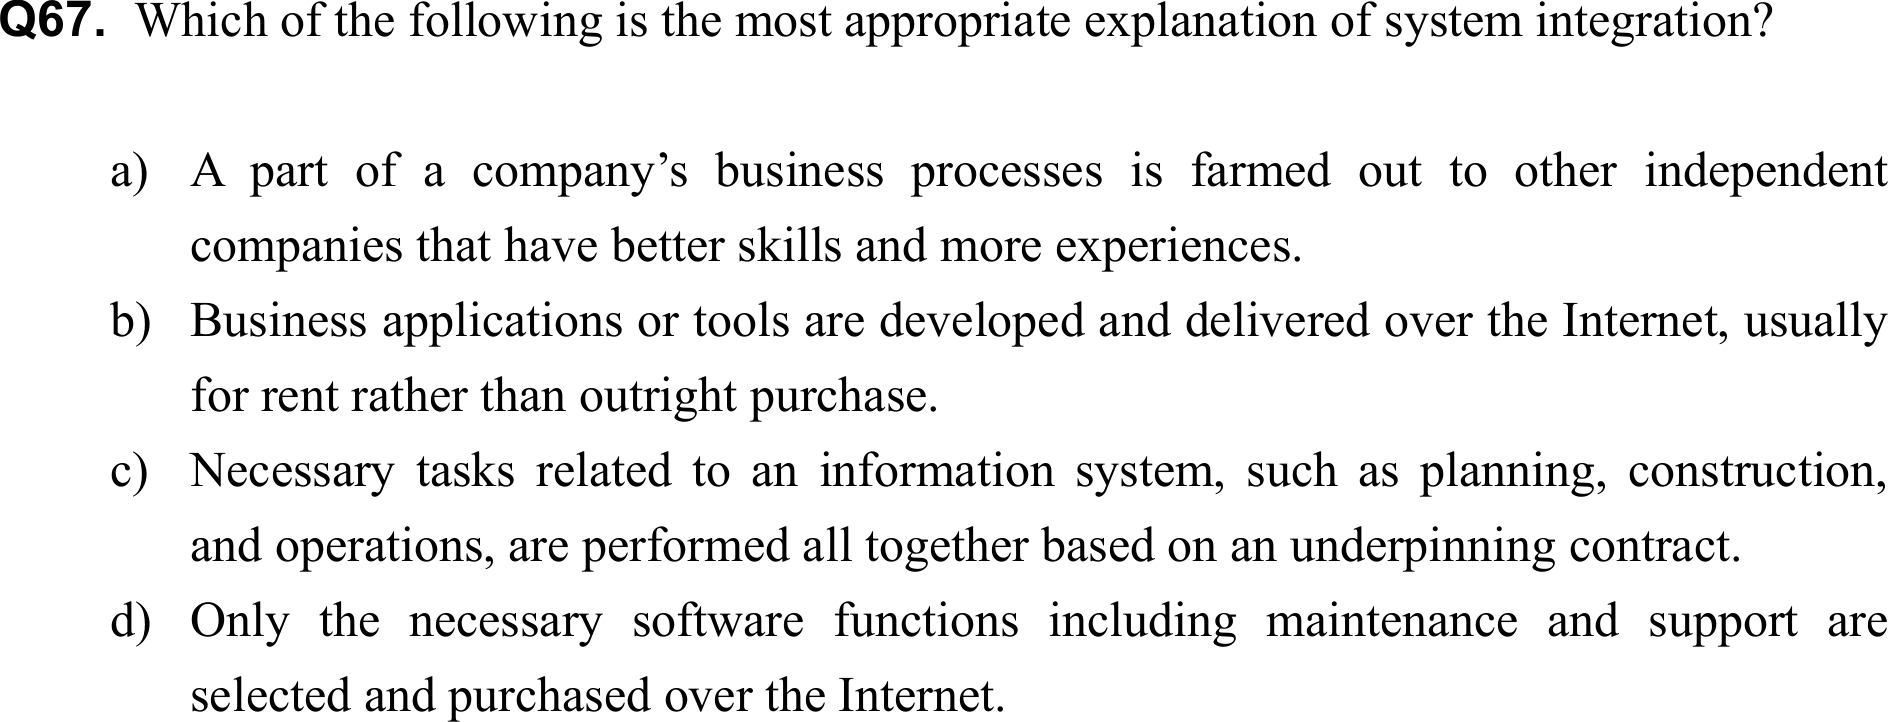 Q67. Which of the following is the most appropriate explanation of system integration?
a) A part of a company’s business processes is farmed out to other independent
companies that have better skills and more experiences.
b) Business applications or tools are developed and delivered over the Internet, usually
for rent rather than outright purchase.
c) Necessary tasks related to an information system, such as planning, construction,
and operations, are performed all together based on an underpinning contract.
d) Only the necessary software functions including maintenance and support are
selected and purchased over the Internet.